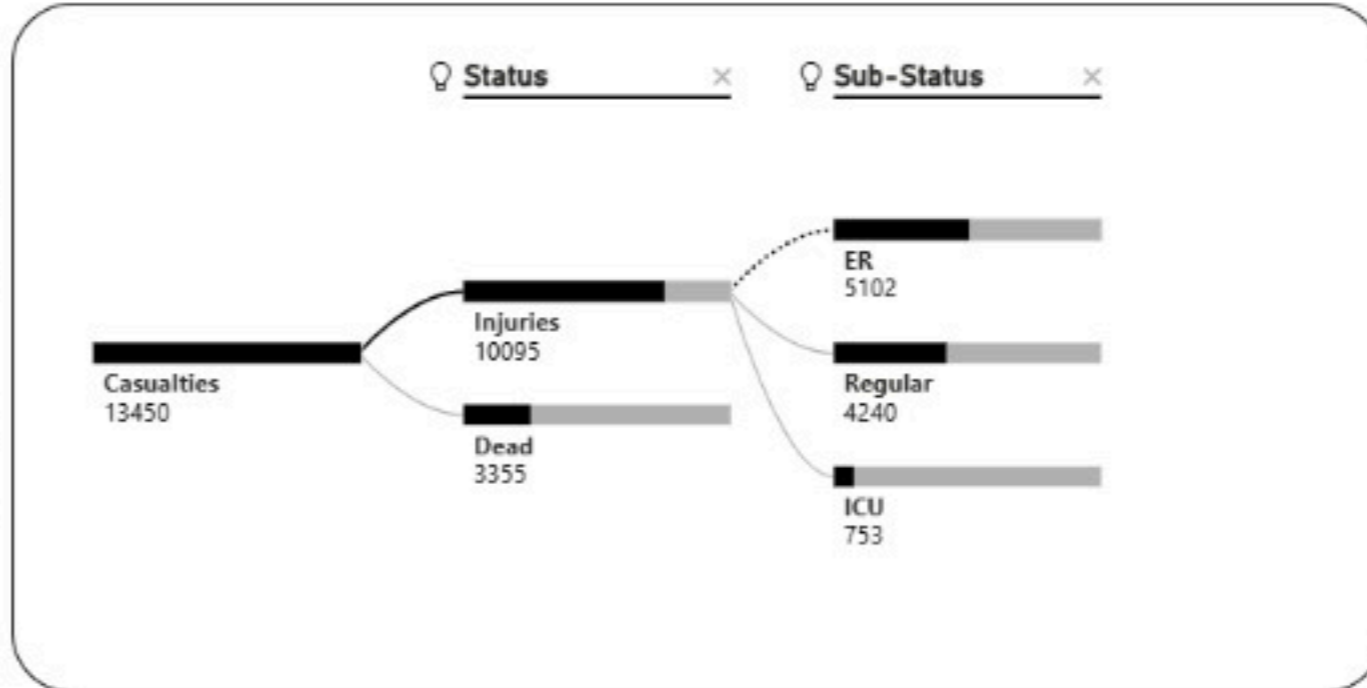 Status
Sub-Status
Casualties
13450
Injuries
10095
Dead
3355
ER
5102
Regular
4240
ICU
753